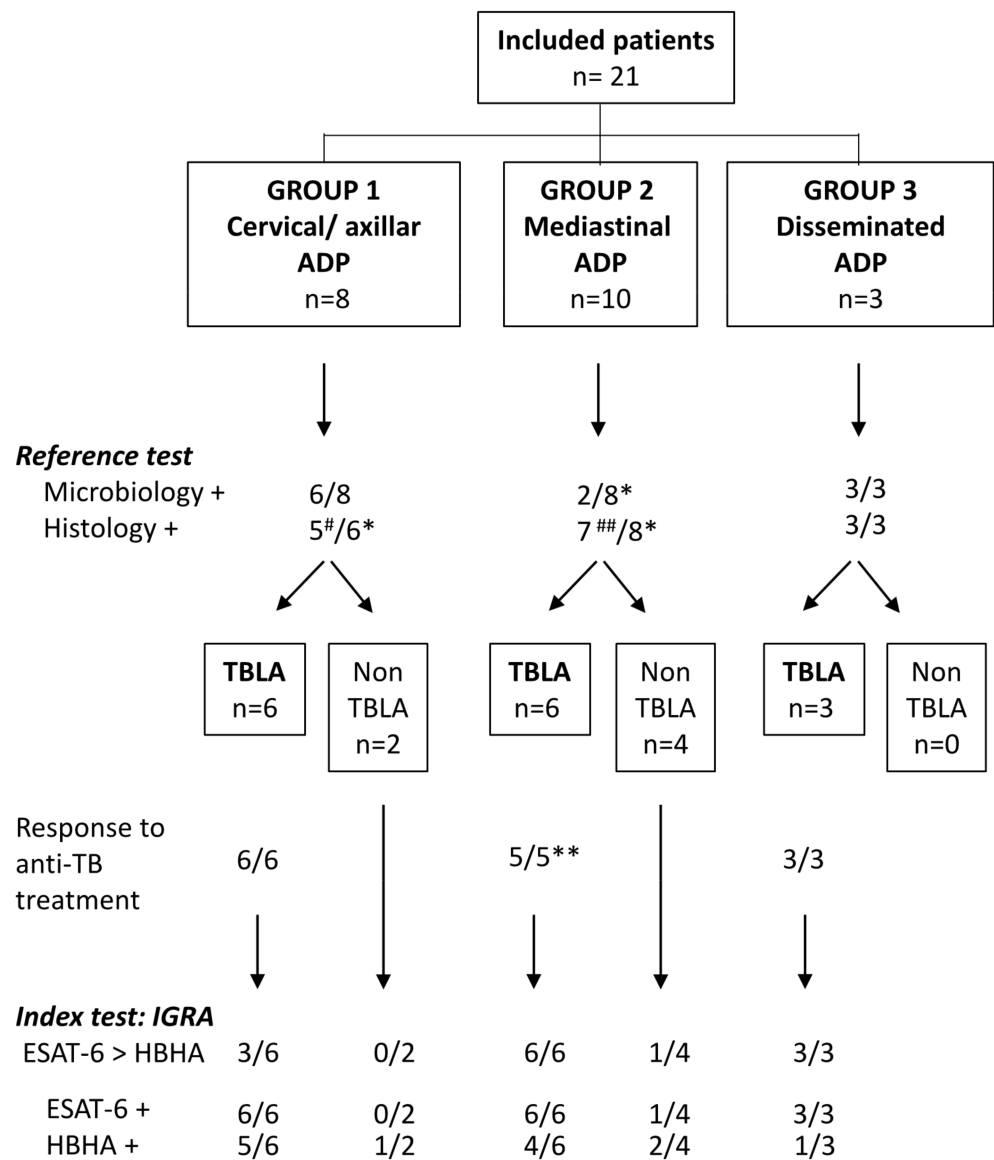 Included patients
n= 21
GROUP 1
Cervical/ axillar
ADP
n=8
GROUP 2
Mediastinal
ADP
n=10
GROUP 3
Disseminated
ADP
n=3
Reference test
Microbiology + 6/8 2/8* 3/3
Histology + 5#/6* 7 ##/8* 3/3
TBLA
n=6
Non
TBLA
n=2
TBLA
n=6
Non
TBLA
n=4
TBLA
n=3
Non
TBLA
n=0
Response to
anti-TB 6/6 5/5** 3/3
treatment
Index test: IGRA
ESAT-6 > HBHA 3/6 0/2 6/6 1/4 3/3
ESAT-6 + 6/6 0/2 6/6 1/4 3/3
HBHA + 5/6 1/2 4/6 2/4 1/3